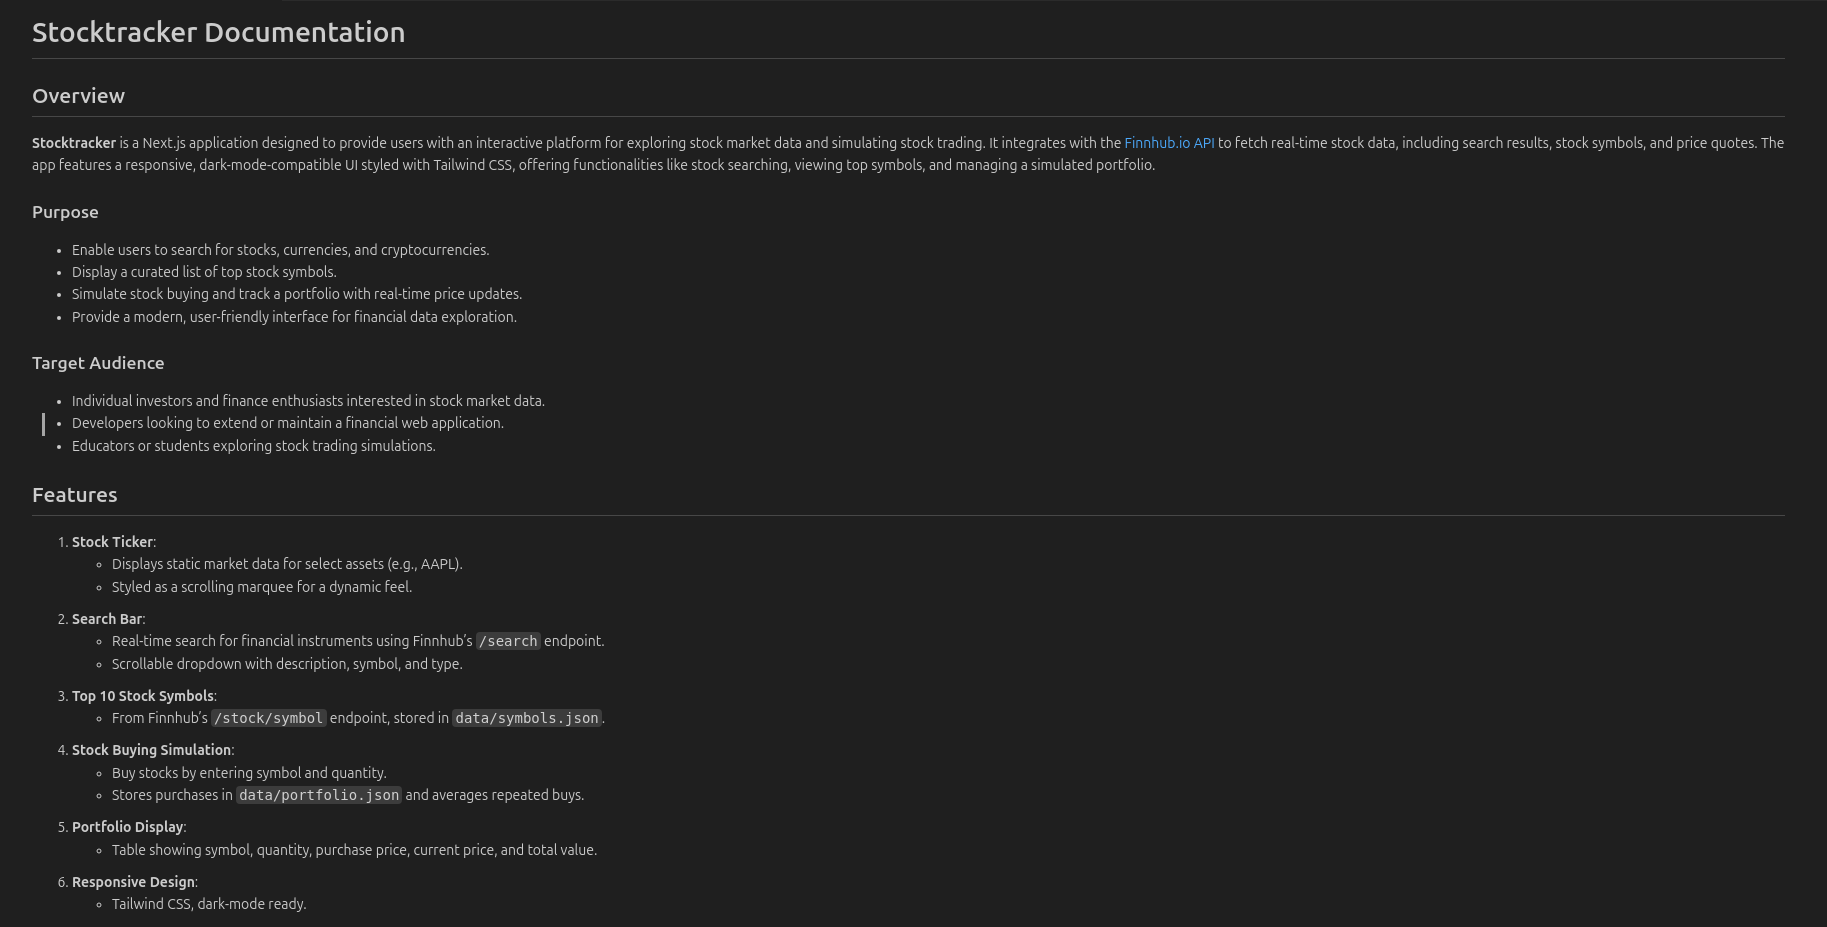 Stocktracker Documentation
Overview
Stocktracker is a Next.js application designed to provide users with an interactive platform for exploring stock market data and simulating stock trading. It integrates with the Finnhub.io API to fetch real-time stock data, including search results, stock symbols, and price quotes. The
app features a responsive, dark-mode-compatible UI styled with Tailwind CSS, offering functionalities like stock searching, viewing top symbols, and managing a simulated portfolio.
Purpose
• Enable users to search for stocks, currencies, and cryptocurrencies.
• Display a curated list of top stock symbols.
• Simulate stock buying and track a portfolio with real-time price updates.
• Provide a modern, user-friendly interface for financial data exploration.
Target Audience
• Individual investors and finance enthusiasts interested in stock market data.
• Developers looking to extend or maintain a financial web application.
• Educators or students exploring stock trading simulations.
Features
1. Stock Ticker:
◦ Displays static market data for select assets (e.g., AAPL).
◦ Styled as a scrolling marquee for a dynamic feel.
2. Search Bar:
◦ Real-time search for financial instruments using Finnhub’s /search endpoint.
◦ Scrollable dropdown with description, symbol, and type.
3. Top 10 Stock Symbols:
◦ From Finnhub’s /stock/symbol endpoint, stored in data/symbols.json.
4. Stock Buying Simulation:
◦ Buy stocks by entering symbol and quantity.
◦ Stores purchases in data/portfolio.json and averages repeated buys.
5. Portfolio Display:
◦ Table showing symbol, quantity, purchase price, current price, and total value.
6. Responsive Design:
◦ Tailwind CSS, dark-mode ready.